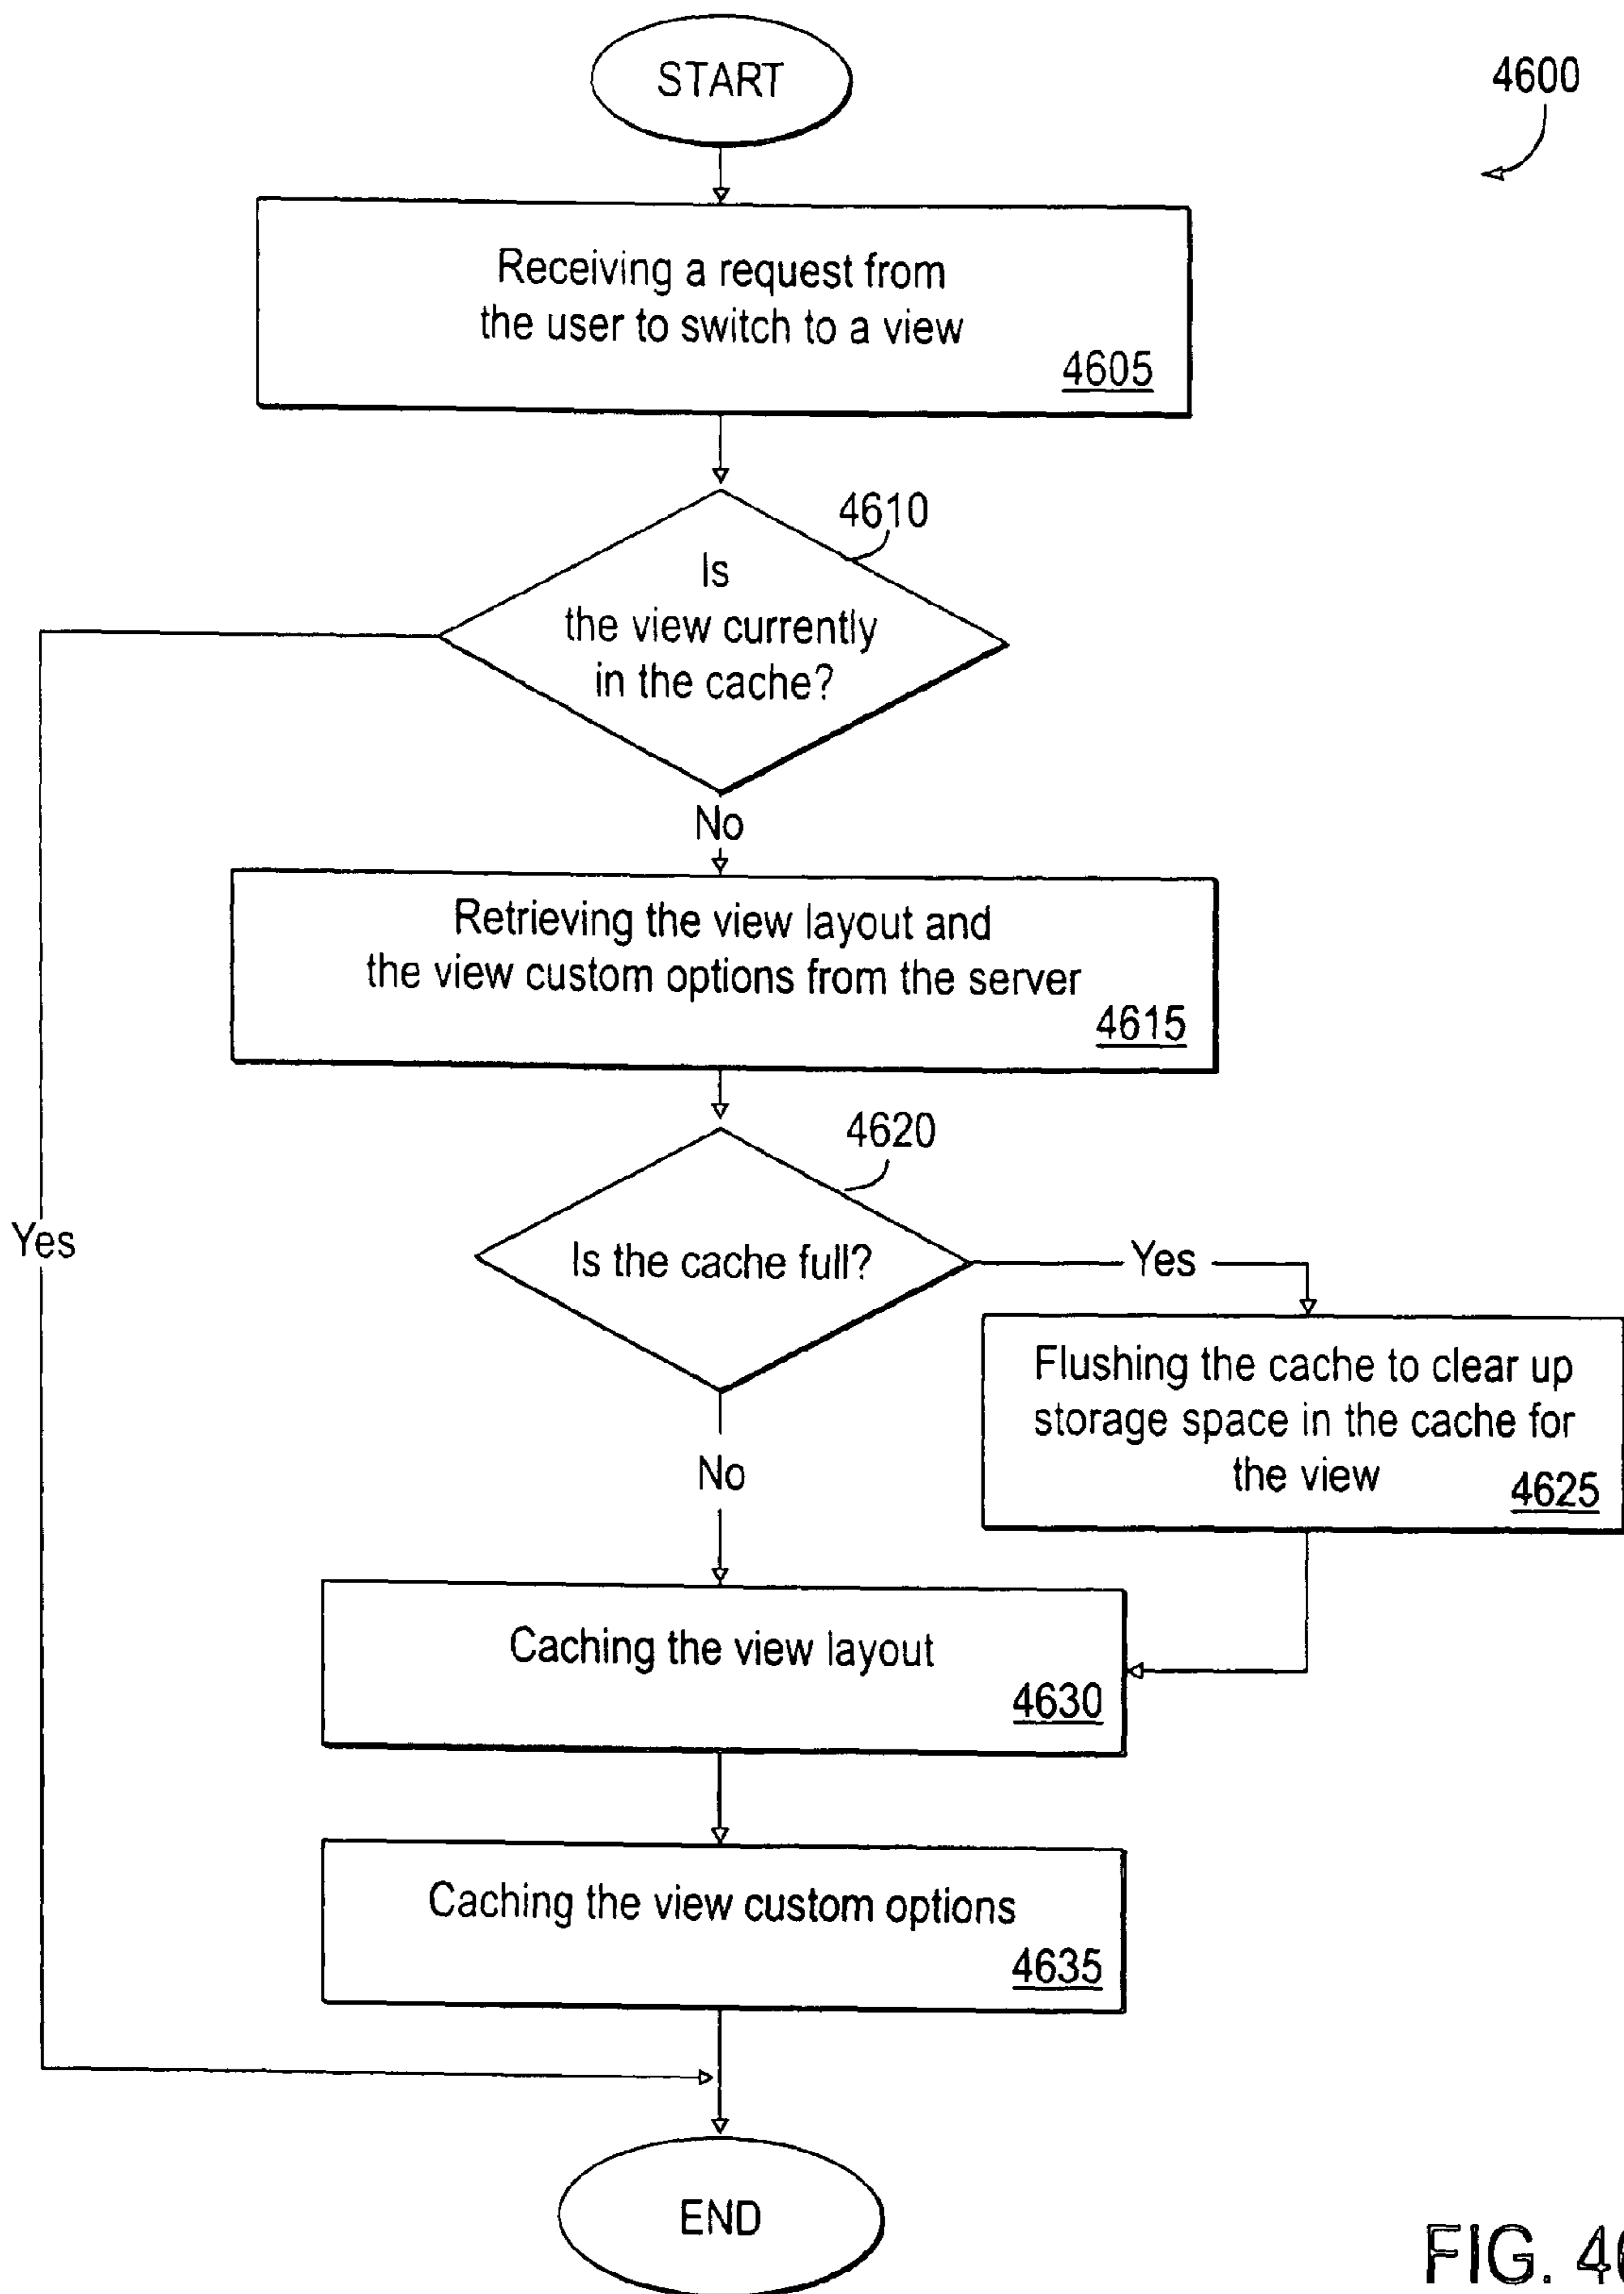 START
4600
Receiving a request from
the user to switch to a view
4605
4610
Is
the view currently
in the cache?
No
Retrieving the view layout and
the view custom options from the server
4615
4620
Yes
Is the cache full?
Yes
Flushing the cache to clear up
storage space in the cache for
the view
4625
No
Caching the view layout
4630
Caching the view custom options
4635
END
FIG. 46